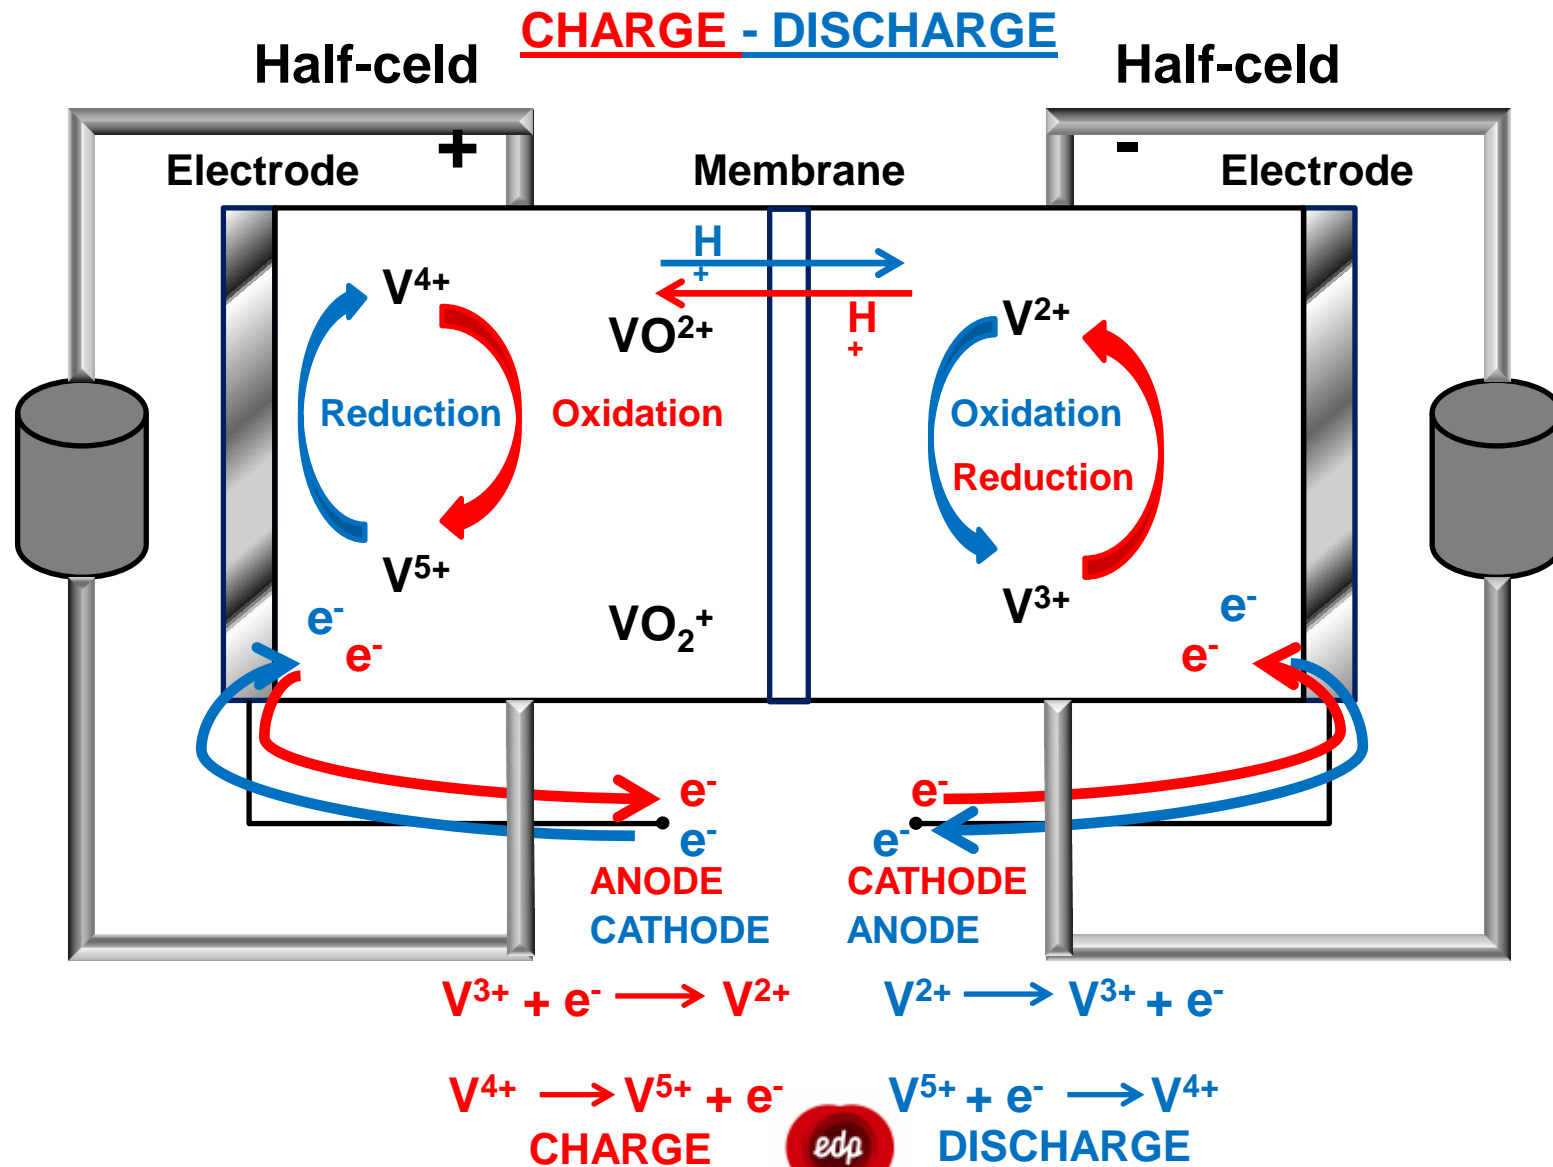 CHARGE - DISCHARGE
Half-celd Half-celd
+ -
Electrode Membrane Electrode
H+
V4+ H+ V2+
VO2+
Reduction Oxidation Oxidation
Reduction
V5+ V3+
VO2+
e- e-
e- e-
e- e-
e- e-
ANODE CATHODE
CATHODE ANODE
V3+ + e- → V2+ V2+ → V3+ + e-
V4+ → V5+ + e- V5+ + e- → V4+
CHARGE edp DISCHARGE